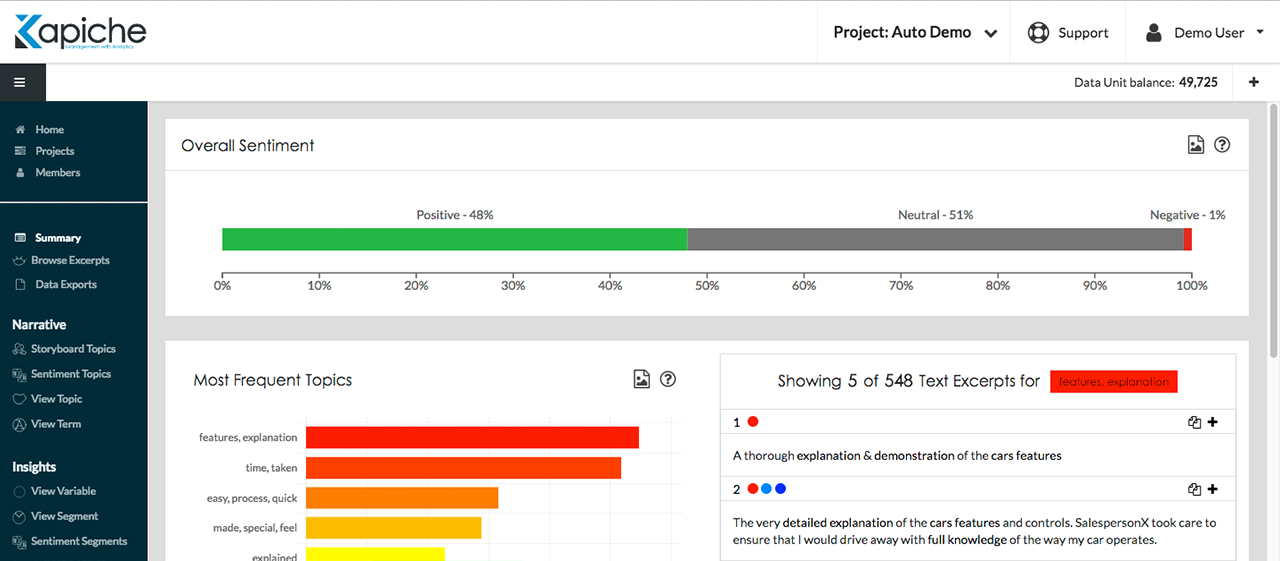 Kapiche
Management with Analytics
Project: Auto Demo
Support
Demo User
Data Unit balance: 49,725
Home
Projects
Members
Summary
Browse Excerpts
Data Exports
Narrative
Storyboard Topics
Sentiment Topics
View Topic
View Term
Insights
View Variable
View Segment
Sentiment Segments
Overall Sentiment
Positive - 48%
Neutral - 51%
Negative - 1%
0% 10% 20% 30% 40% 50% 60% 70% 80% 90% 100%
Most Frequent Topics
features, explanation
time, taken
easy, process, quick
made, special, feel
explained
Showing 5 of 548 Text Excerpts for features, explanation
1
A thorough explanation & demonstration of the cars features
2
The very detailed explanation of the cars features and controls. SalespersonX took care to
ensure that I would drive away with full knowledge of the way my car operates.